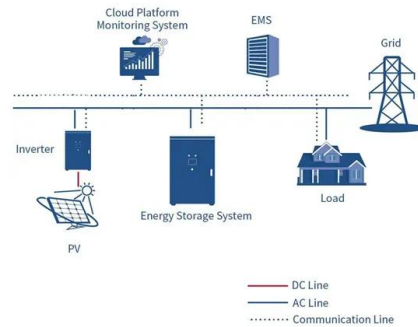 Cloud Platform
Monitoring System
EMS
Grid
Inverter
Energy Storage System
Load
PV
DC Line
AC Line
Communication Line